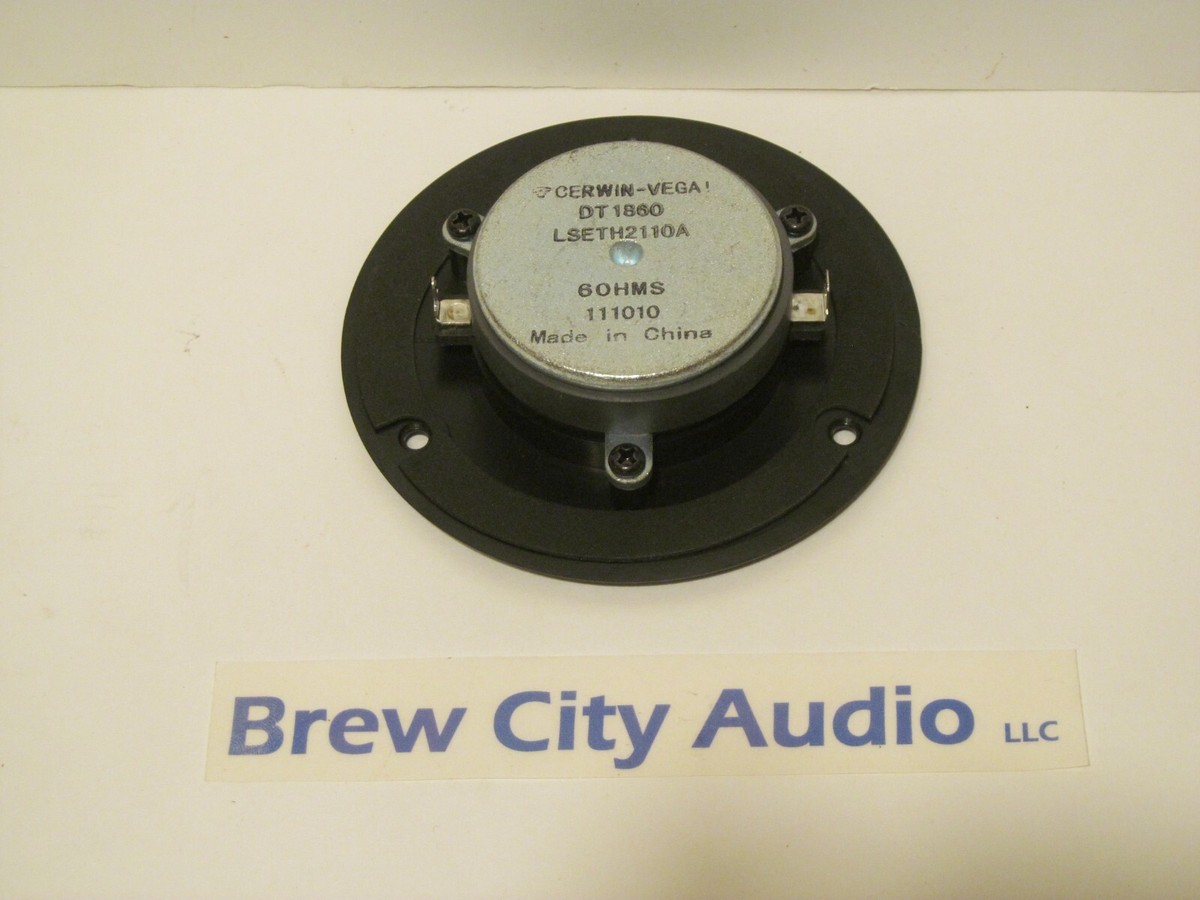 CERWIN-VEGA!
DT1860
LSETH2110A
6OHMS
111010
Made in China
Brew City Audio LLC